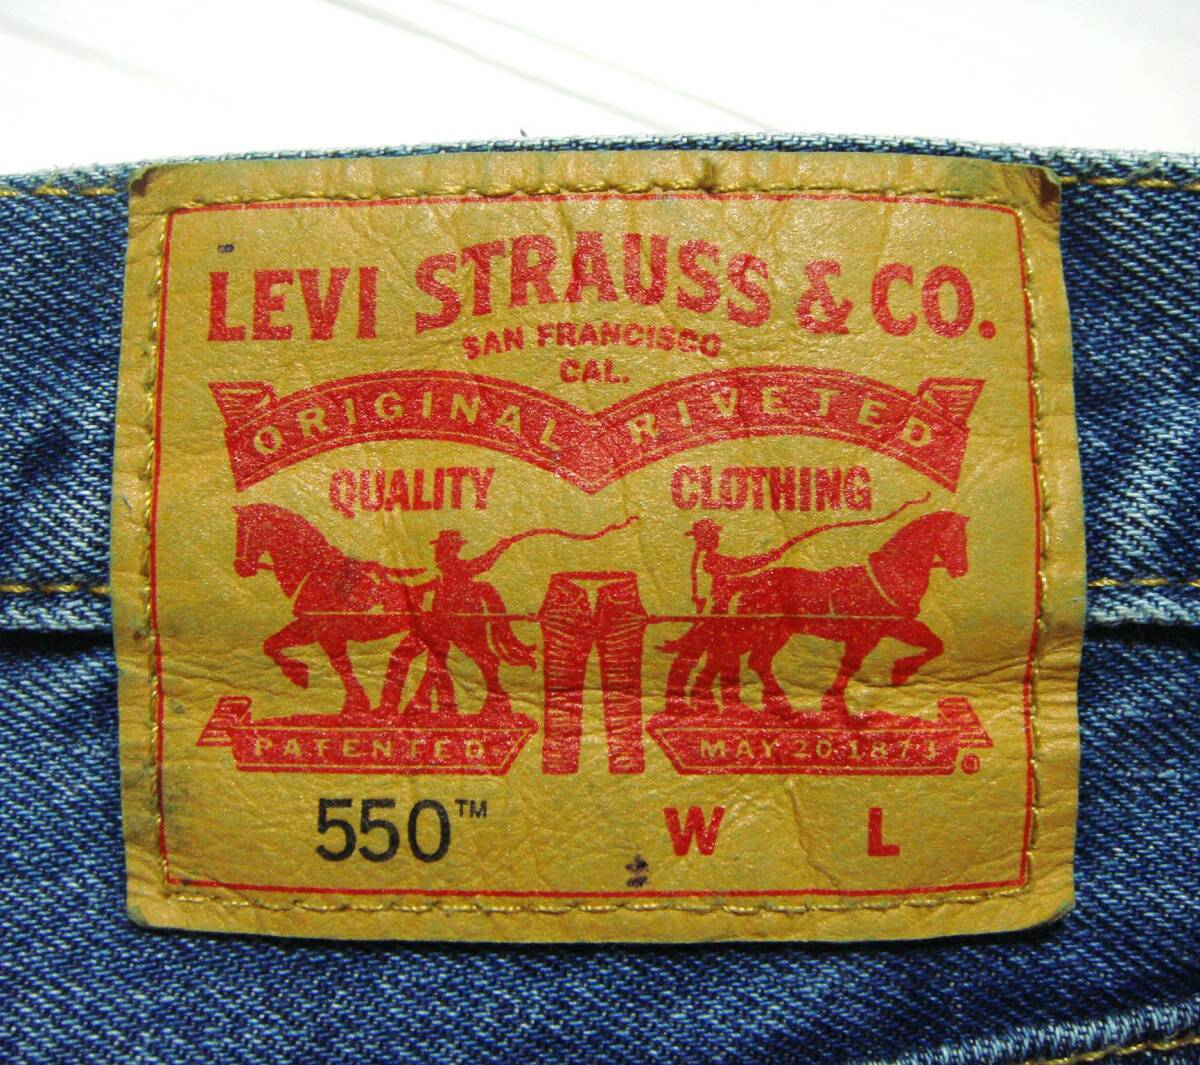 LEVI STRAUSS & CO.
SAN FRANCISCO
CAL.
ORIGINAL RIVETED
QUALITY CLOTHING
PATENTED MAY 20 1873 ®
550™ W L